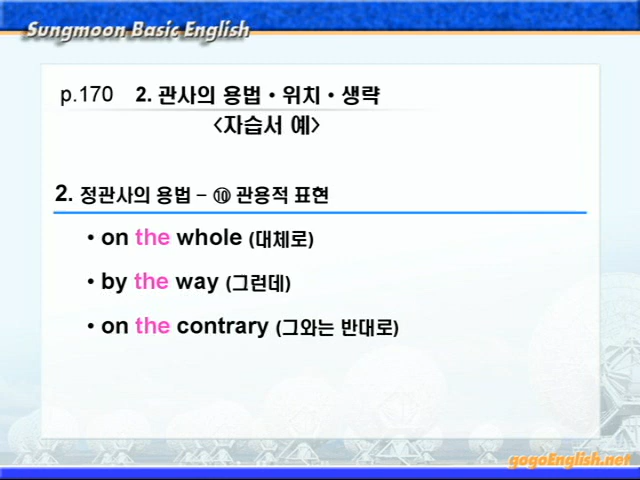 Sungmoon Basic English
p.170 2. 관사의 용법 • 위치 • 생략
<자습서 예>
2. 정관사의 용법 – ⑩ 관용적 표현
• on the whole (대체로)
• by the way (그런데)
• on the contrary (그와는 반대로)
gogoEnglish.net